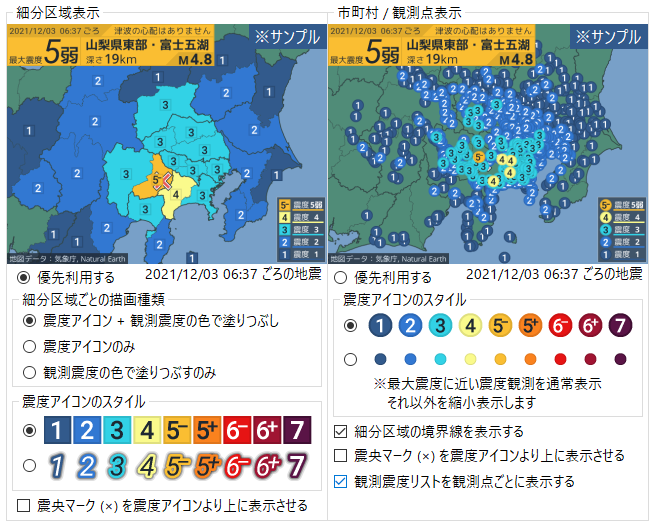 細分区域表示
2021/12/03 06:37 ごろ 津波の心配はありません
最大震度 5弱 山梨県東部・富士五湖
深さ19km M 4.8
※サンプル
5- 震度 5弱
4 震度 4
3 震度 3
2 震度 2
1 震度 1
地図データ：気象庁, Natural Earth
優先利用する 2021/12/03 06:37 ごろの地震
細分区域ごとの描画種類
震度アイコン + 観測震度の色で塗りつぶし
震度アイコンのみ
観測震度の色で塗りつぶすのみ
震度アイコンのスタイル
1 2 3 4 5- 5+ 6- 6+ 7
1 2 3 4 5- 5+ 6- 6+ 7
震央マーク (×) を震度アイコンより上に表示させる
市町村 / 観測点表示
2021/12/03 06:37 ごろ 津波の心配はありません
最大震度 5弱 山梨県東部・富士五湖
深さ19km M 4.8
※サンプル
5- 震度 5弱
4 震度 4
3 震度 3
2 震度 2
1 震度 1
地図データ：気象庁, Natural Earth
優先利用する 2021/12/03 06:37 ごろの地震
震度アイコンのスタイル
1 2 3 4 5- 5+ 6- 6+ 7
※最大震度に近い震度観測を通常表示
それ以外を縮小表示します
細分区域の境界線を表示する
震央マーク (×) を震度アイコンより上に表示させる
観測震度リストを観測点ごとに表示する